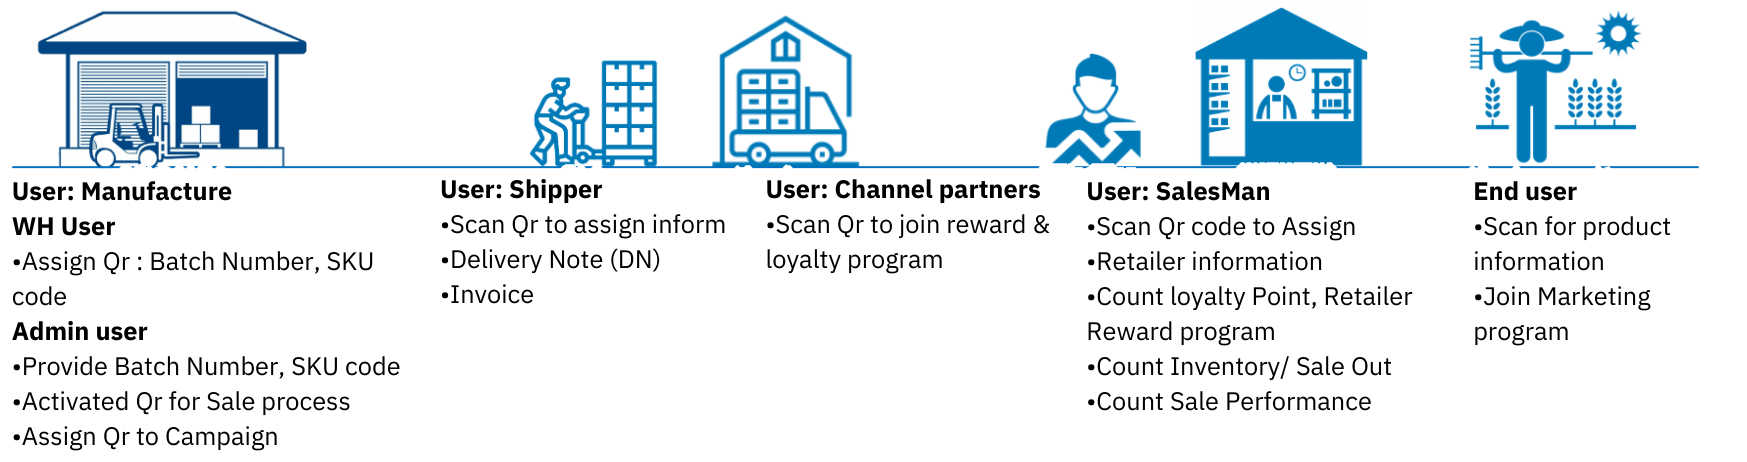 User: Manufacture
WH User
•Assign Qr : Batch Number, SKU
code
Admin user
•Provide Batch Number, SKU code
•Activated Qr for Sale process
•Assign Qr to Campaign
User: Shipper
•Scan Qr to assign inform
•Delivery Note (DN)
•Invoice
User: Channel partners
•Scan Qr to join reward &
loyalty program
User: SalesMan
•Scan Qr code to Assign
•Retailer information
•Count loyalty Point, Retailer
Reward program
•Count Inventory/ Sale Out
•Count Sale Performance
End user
•Scan for product
information
•Join Marketing
program